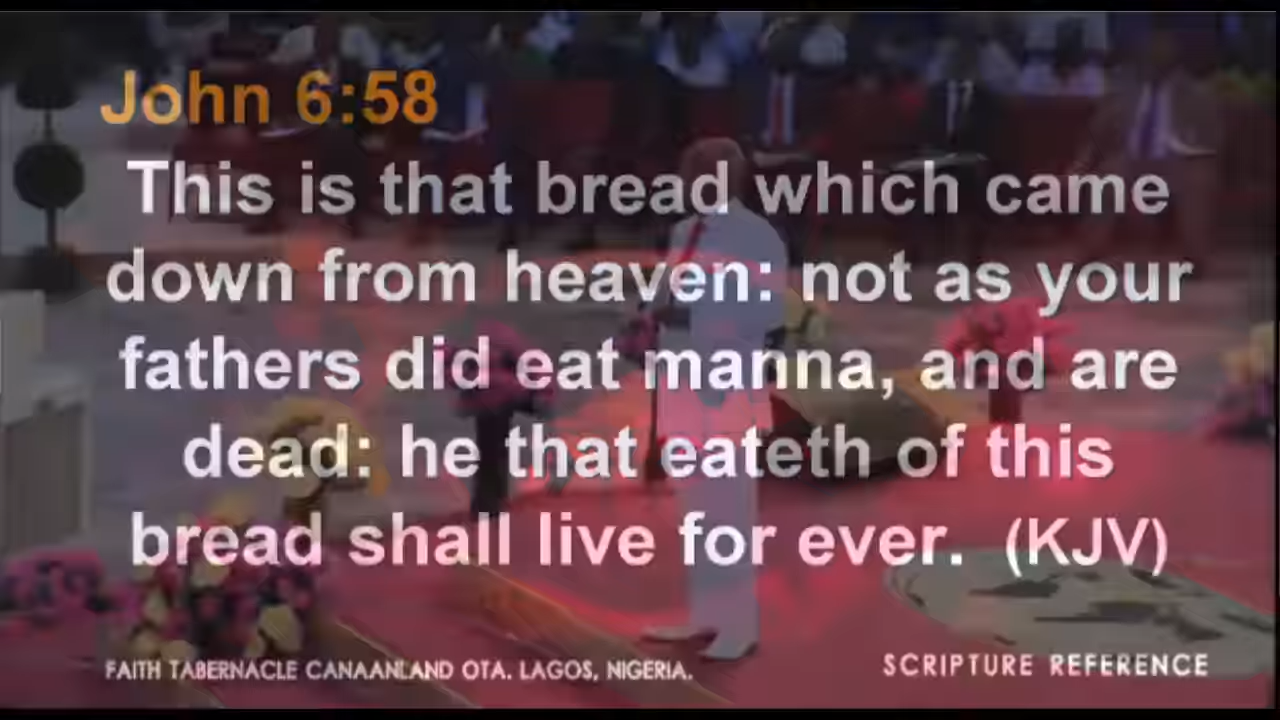 John 6:58
This is that bread which came
down from heaven: not as your
fathers did eat manna, and are
dead: he that eateth of this
bread shall live for ever. (KJV)
FAITH TABERNACLE CANAANLAND OTA. LAGOS, NIGERIA.
SCRIPTURE REFERENCE